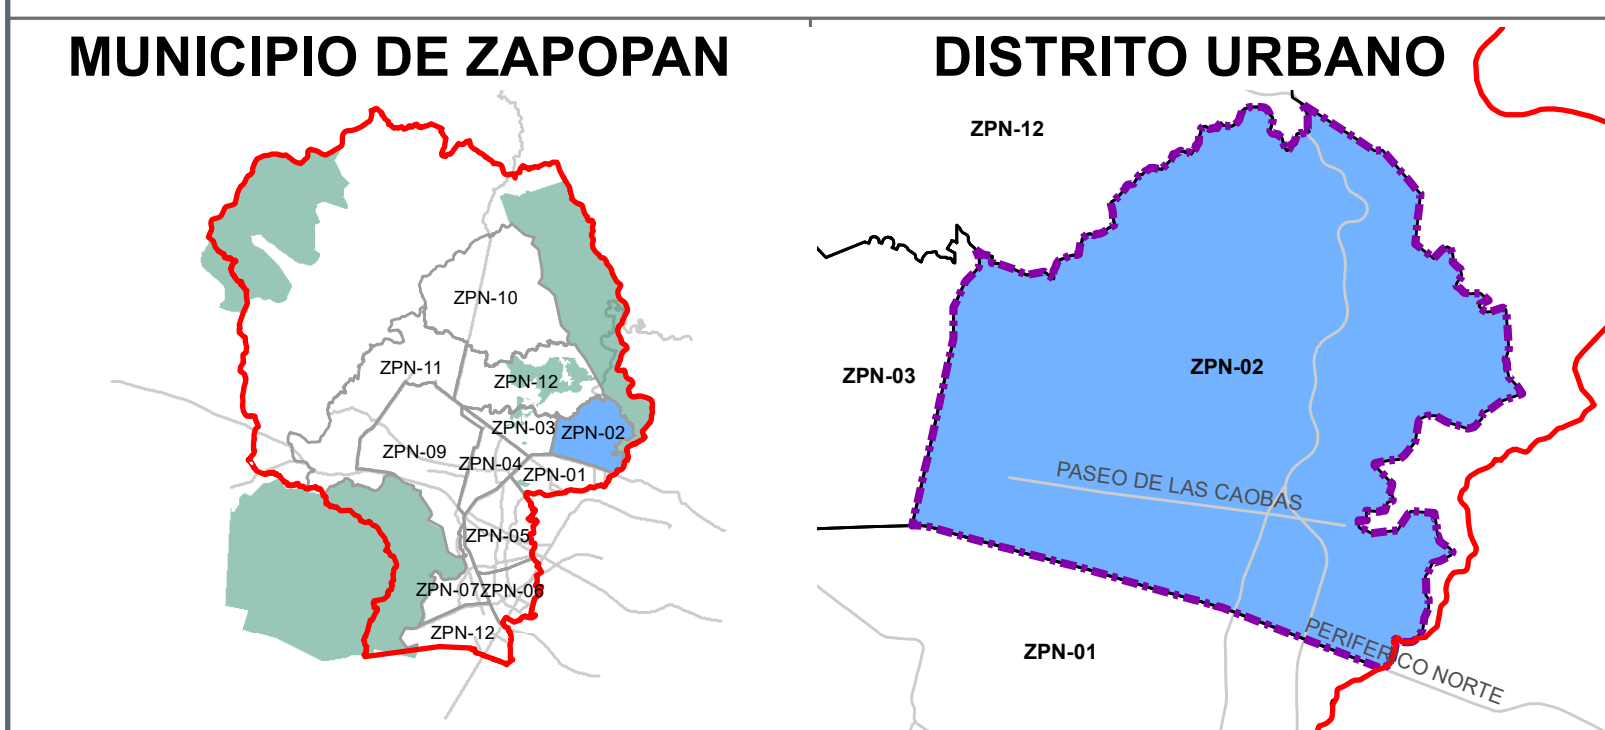 MUNICIPIO DE ZAPOPAN
ZPN-10
ZPN-11
ZPN-12
ZPN-03
ZPN-02
ZPN-09
ZPN-04
ZPN-01
ZPN-05
ZPN-07
ZPN-06
ZPN-12
DISTRITO URBANO
ZPN-12
ZPN-03
ZPN-02
PASEO DE LAS CAOBAS
ZPN-01
PERIFERICO NORTE